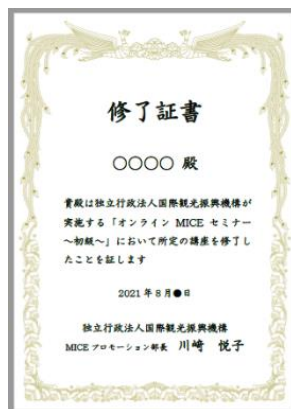 修了証書
〇〇〇〇 殿
貴殿は独立行政法人国際観光振興機構が
実施する「オンライン MICE セミナー
～初級～」において所定の講座を修了し
たことを証します
2021 年 8 月●日
独立行政法人国際観光振興機構
MICE プロモーション部長 川﨑 悦子